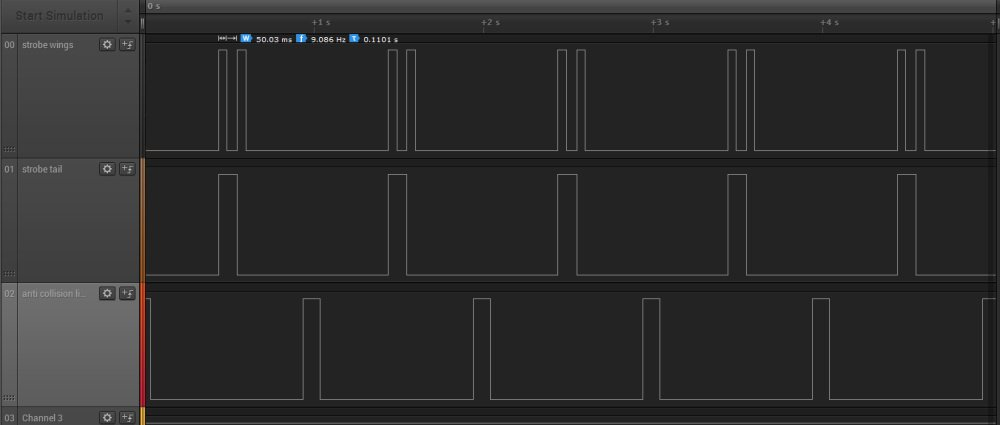 Start Simulation
0 s
+1 s +2 s +3 s +4 s
00 strobe wings
W 50.03 ms f 9.086 Hz T 0.1101 s
01 strobe tail
02 anti collision li...
03 Channel 3